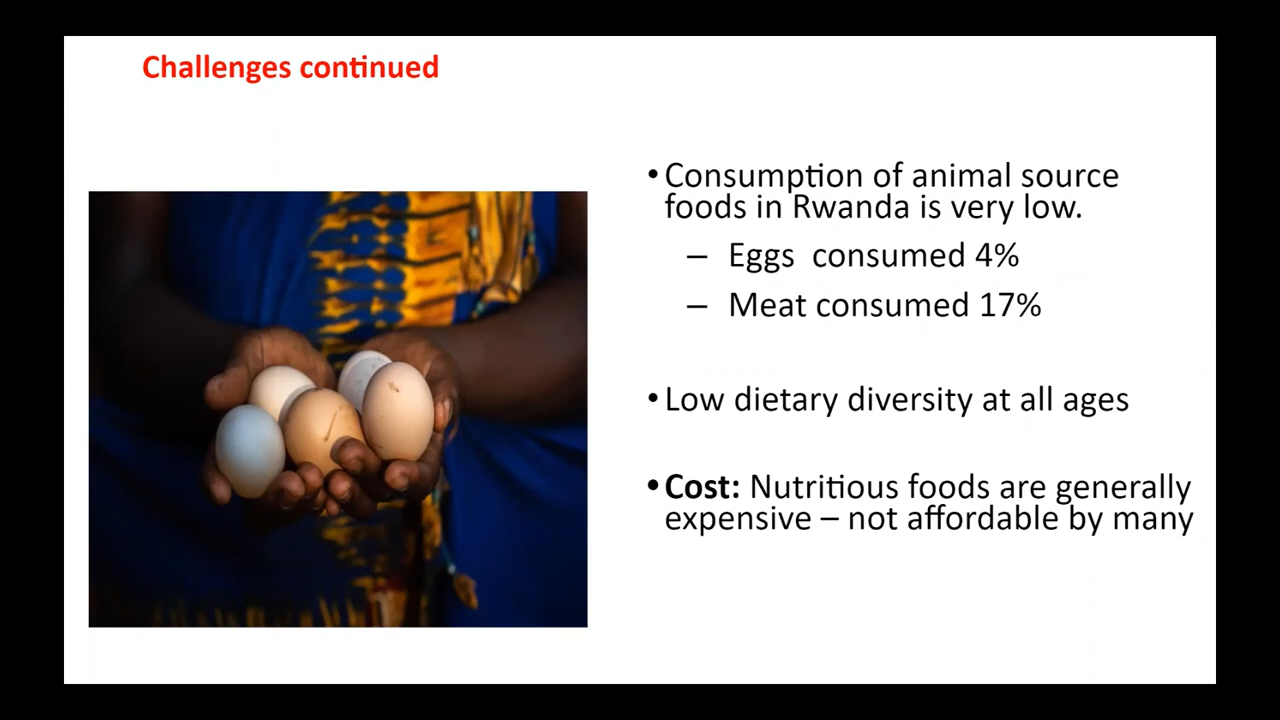 Challenges continued
•Consumption of animal source
foods in Rwanda is very low.
– Eggs  consumed 4%
– Meat consumed 17%
•Low dietary diversity at all ages
•Cost: Nutritious foods are generally
expensive – not affordable by many